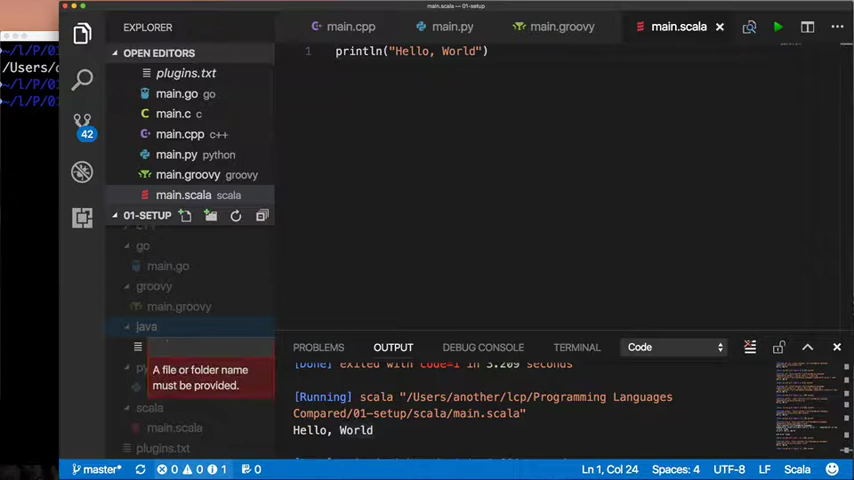 main.scala — 01-setup
EXPLORER
main.cpp
main.py
main.groovy
main.scala
OPEN EDITORS
1 println("Hello, World")
~/l/P/01
/Users/
~/l/P/0
~/l/P/0
plugins.txt
main.go go
main.c c
main.cpp c++
main.py python
main.groovy groovy
main.scala scala
42
01-SETUP
c++
go
main.go
groovy
main.groovy
java
A file or folder name
must be provided.
scala
main.scala
plugins.txt
PROBLEMS OUTPUT DEBUG CONSOLE TERMINAL Code
[Done] exited with code=1 in 3.209 seconds
[Running] scala "/Users/another/lcp/Programming Languages
Compared/01-setup/scala/main.scala"
Hello, World
master* 0 0 1 0 Ln 1, Col 24 Spaces: 4 UTF-8 LF Scala